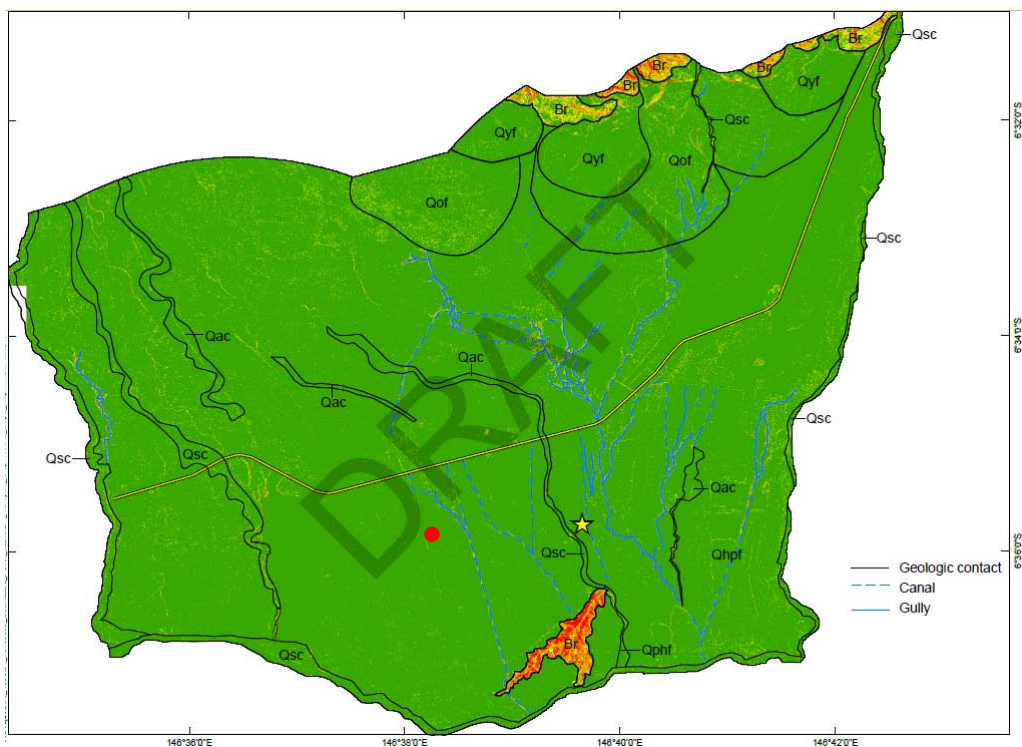 Qsc
Br
Br
Br
Br
Br
Qyf
Qsc
Qyf
Qyf
Qof
Qof
6°32'0"S
Qsc
Qac
Qac
6°34'0"S
Qac
Qsc
Qsc
Qsc
Qac
DRAFT
Qsc
Qhpf
6°36'0"S
Geologic contact
Canal
Gully
Br
Qphf
Qsc
146°36'0"E
146°38'0"E
146°40'0"E
146°42'0"E